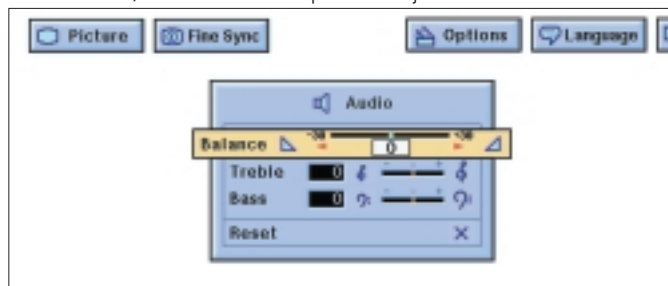 Picture Fine Sync Options Language
Audio
-30 +30
Balance 0
Treble 0
Bass 0
Reset